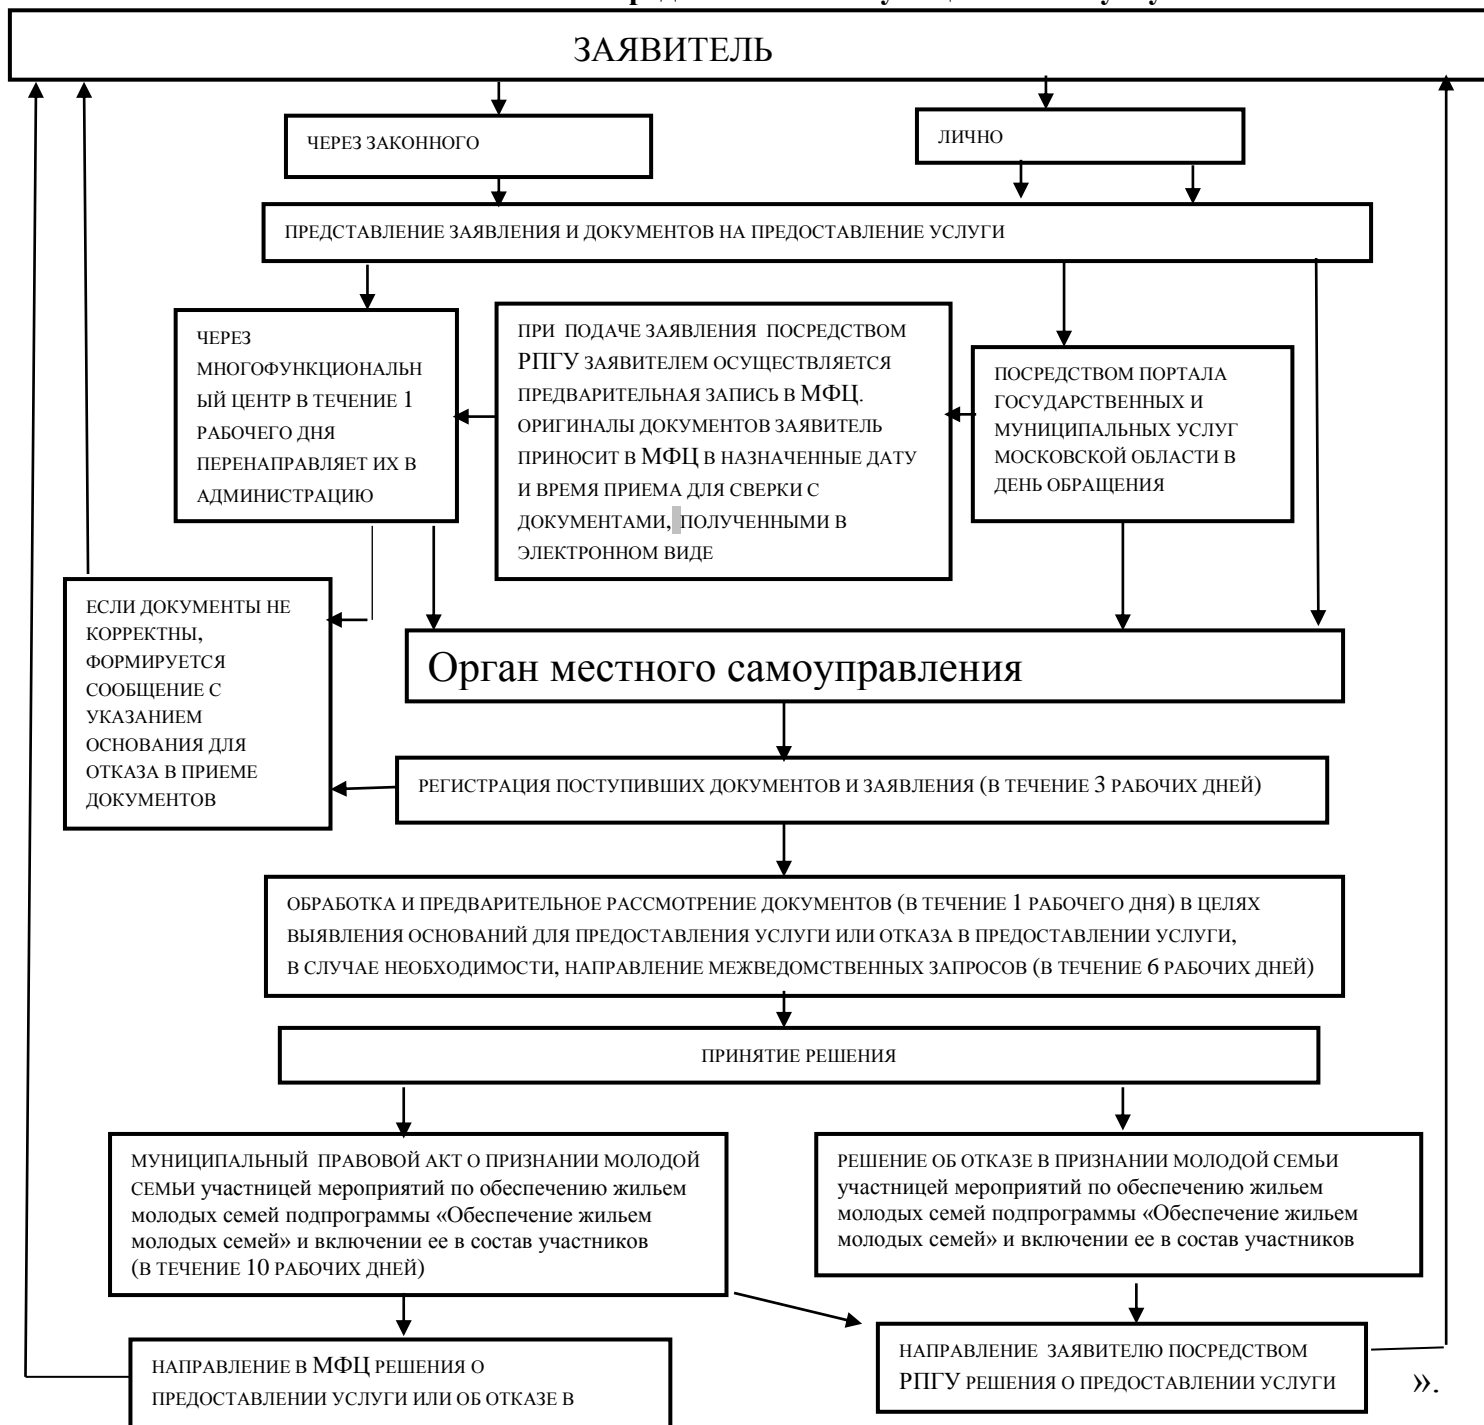 ЗАЯВИТЕЛЬ
ЧЕРЕЗ ЗАКОННОГО
ЛИЧНО
ПРЕДСТАВЛЕНИЕ ЗАЯВЛЕНИЯ И ДОКУМЕНТОВ НА ПРЕДОСТАВЛЕНИЕ УСЛУГИ
ЧЕРЕЗ
МНОГОФУНКЦИОНАЛЬН
ЫЙ ЦЕНТР В ТЕЧЕНИЕ 1
РАБОЧЕГО ДНЯ
ПЕРЕНАПРАВЛЯЕТ ИХ В
АДМИНИСТРАЦИЮ
ПРИ ПОДАЧЕ ЗАЯВЛЕНИЯ ПОСРЕДСТВОМ
РПГУ ЗАЯВИТЕЛЕМ ОСУЩЕСТВЛЯЕТСЯ
ПРЕДВАРИТЕЛЬНАЯ ЗАПИСЬ В МФЦ.
ОРИГИНАЛЫ ДОКУМЕНТОВ ЗАЯВИТЕЛЬ
ПРИНОСИТ В МФЦ В НАЗНАЧЕННЫЕ ДАТУ
И ВРЕМЯ ПРИЕМА ДЛЯ СВЕРКИ С
ДОКУМЕНТАМИ, ПОЛУЧЕННЫМИ В
ЭЛЕКТРОННОМ ВИДЕ
ПОСРЕДСТВОМ ПОРТАЛА
ГОСУДАРСТВЕННЫХ И
МУНИЦИПАЛЬНЫХ УСЛУГ
МОСКОВСКОЙ ОБЛАСТИ В
ДЕНЬ ОБРАЩЕНИЯ
ЕСЛИ ДОКУМЕНТЫ НЕ
КОРРЕКТНЫ,
ФОРМИРУЕТСЯ
СООБЩЕНИЕ С
УКАЗАНИЕМ
ОСНОВАНИЯ ДЛЯ
ОТКАЗА В ПРИЕМЕ
ДОКУМЕНТОВ
Орган местного самоуправления
РЕГИСТРАЦИЯ ПОСТУПИВШИХ ДОКУМЕНТОВ И ЗАЯВЛЕНИЯ (В ТЕЧЕНИЕ 3 РАБОЧИХ ДНЕЙ)
ОБРАБОТКА И ПРЕДВАРИТЕЛЬНОЕ РАССМОТРЕНИЕ ДОКУМЕНТОВ (В ТЕЧЕНИЕ 1 РАБОЧЕГО ДНЯ) В ЦЕЛЯХ
ВЫЯВЛЕНИЯ ОСНОВАНИЙ ДЛЯ ПРЕДОСТАВЛЕНИЯ УСЛУГИ ИЛИ ОТКАЗА В ПРЕДОСТАВЛЕНИИ УСЛУГИ,
В СЛУЧАЕ НЕОБХОДИМОСТИ, НАПРАВЛЕНИЕ МЕЖВЕДОМСТВЕННЫХ ЗАПРОСОВ (В ТЕЧЕНИЕ 6 РАБОЧИХ ДНЕЙ)
ПРИНЯТИЕ РЕШЕНИЯ
МУНИЦИПАЛЬНЫЙ ПРАВОВОЙ АКТ О ПРИЗНАНИИ МОЛОДОЙ
СЕМЬИ участницей мероприятий по обеспечению жильем
молодых семей подпрограммы «Обеспечение жильем
молодых семей» и включении ее в состав участников
(В ТЕЧЕНИЕ 10 РАБОЧИХ ДНЕЙ)
РЕШЕНИЕ ОБ ОТКАЗЕ В ПРИЗНАНИИ МОЛОДОЙ СЕМЬИ
участницей мероприятий по обеспечению жильем
молодых семей подпрограммы «Обеспечение жильем
молодых семей» и включении ее в состав участников
НАПРАВЛЕНИЕ В МФЦ РЕШЕНИЯ О
ПРЕДОСТАВЛЕНИИ УСЛУГИ ИЛИ ОБ ОТКАЗЕ В
НАПРАВЛЕНИЕ ЗАЯВИТЕЛЮ ПОСРЕДСТВОМ
РПГУ РЕШЕНИЯ О ПРЕДОСТАВЛЕНИИ УСЛУГИ
».